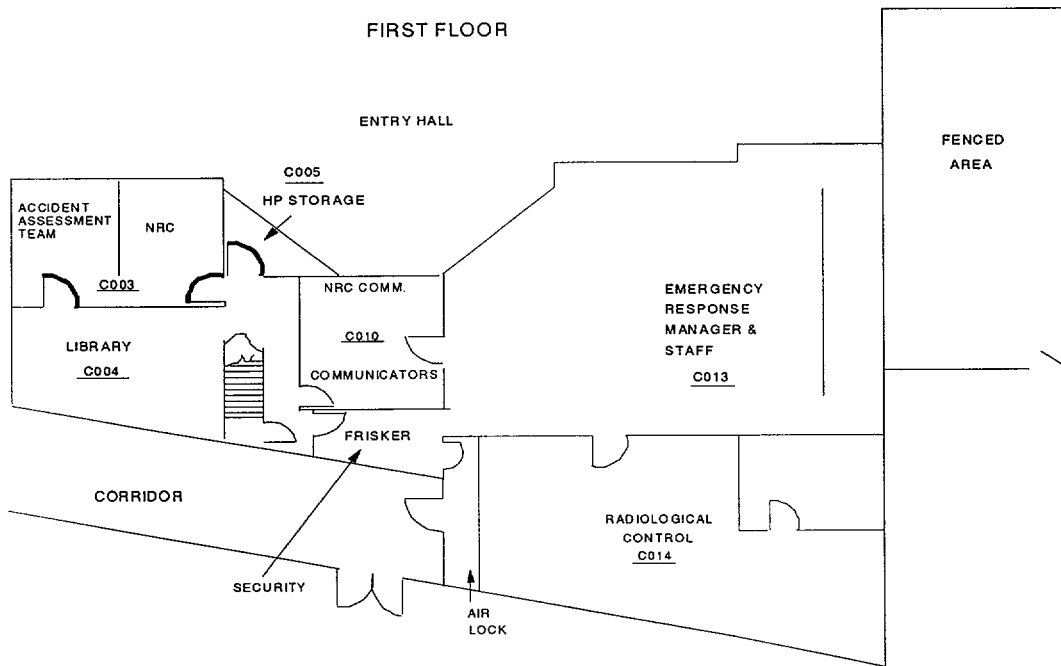 FIRST FLOOR
ENTRY HALL
FENCED
AREA
C005
HP STORAGE
ACCIDENT
ASSESSMENT
TEAM
NRC
C003
NRC COMM.
C010
COMMUNICATORS
EMERGENCY
RESPONSE
MANAGER &
STAFF
C013
LIBRARY
C004
FRISKER
CORRIDOR
RADIOLOGICAL
CONTROL
C014
SECURITY
AIR
LOCK